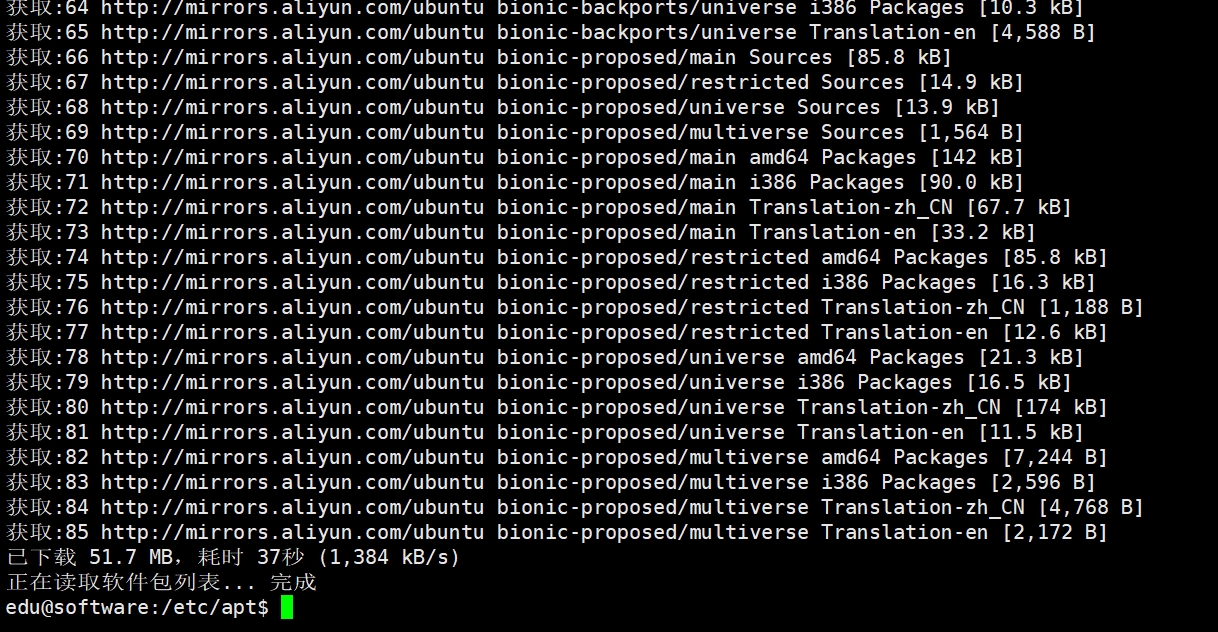 获取:64 http://mirrors.aliyun.com/ubuntu bionic-backports/universe i386 Packages [10.3 kB]
获取:65 http://mirrors.aliyun.com/ubuntu bionic-backports/universe Translation-en [4,588 B]
获取:66 http://mirrors.aliyun.com/ubuntu bionic-proposed/main Sources [85.8 kB]
获取:67 http://mirrors.aliyun.com/ubuntu bionic-proposed/restricted Sources [14.9 kB]
获取:68 http://mirrors.aliyun.com/ubuntu bionic-proposed/universe Sources [13.9 kB]
获取:69 http://mirrors.aliyun.com/ubuntu bionic-proposed/multiverse Sources [1,564 B]
获取:70 http://mirrors.aliyun.com/ubuntu bionic-proposed/main amd64 Packages [142 kB]
获取:71 http://mirrors.aliyun.com/ubuntu bionic-proposed/main i386 Packages [90.0 kB]
获取:72 http://mirrors.aliyun.com/ubuntu bionic-proposed/main Translation-zh_CN [67.7 kB]
获取:73 http://mirrors.aliyun.com/ubuntu bionic-proposed/main Translation-en [33.2 kB]
获取:74 http://mirrors.aliyun.com/ubuntu bionic-proposed/restricted amd64 Packages [85.8 kB]
获取:75 http://mirrors.aliyun.com/ubuntu bionic-proposed/restricted i386 Packages [16.3 kB]
获取:76 http://mirrors.aliyun.com/ubuntu bionic-proposed/restricted Translation-zh_CN [1,188 B]
获取:77 http://mirrors.aliyun.com/ubuntu bionic-proposed/restricted Translation-en [12.6 kB]
获取:78 http://mirrors.aliyun.com/ubuntu bionic-proposed/universe amd64 Packages [21.3 kB]
获取:79 http://mirrors.aliyun.com/ubuntu bionic-proposed/universe i386 Packages [16.5 kB]
获取:80 http://mirrors.aliyun.com/ubuntu bionic-proposed/universe Translation-zh_CN [174 kB]
获取:81 http://mirrors.aliyun.com/ubuntu bionic-proposed/universe Translation-en [11.5 kB]
获取:82 http://mirrors.aliyun.com/ubuntu bionic-proposed/multiverse amd64 Packages [7,244 B]
获取:83 http://mirrors.aliyun.com/ubuntu bionic-proposed/multiverse i386 Packages [2,596 B]
获取:84 http://mirrors.aliyun.com/ubuntu bionic-proposed/multiverse Translation-zh_CN [4,768 B]
获取:85 http://mirrors.aliyun.com/ubuntu bionic-proposed/multiverse Translation-en [2,172 B]
已下载 51.7 MB，耗时 37秒 (1,384 kB/s)
正在读取软件包列表... 完成
edu@software:/etc/apt$